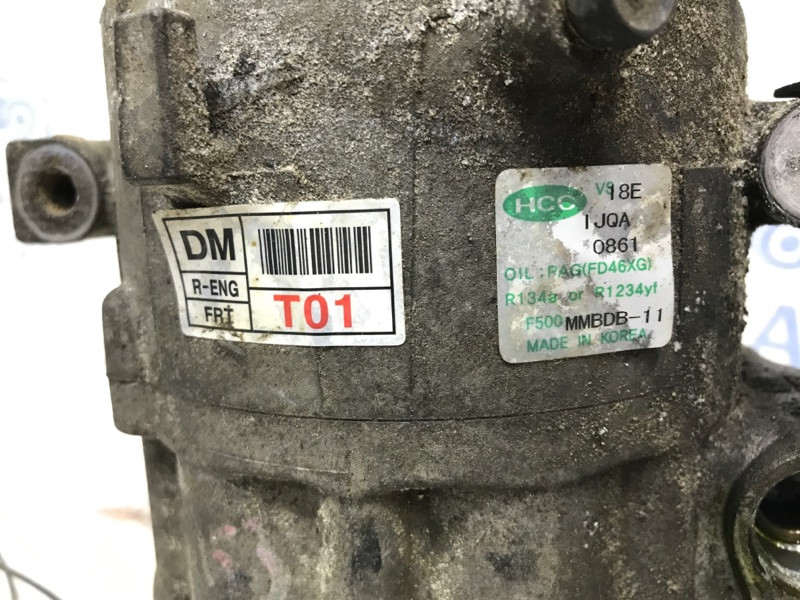 DM
R-ENG
FRT
T01
HCC VS 18E
1JQA
0861
OIL : PAG(FD46XG)
R134a or R1234yf
F500 MMBDB-11
MADE IN KOREA